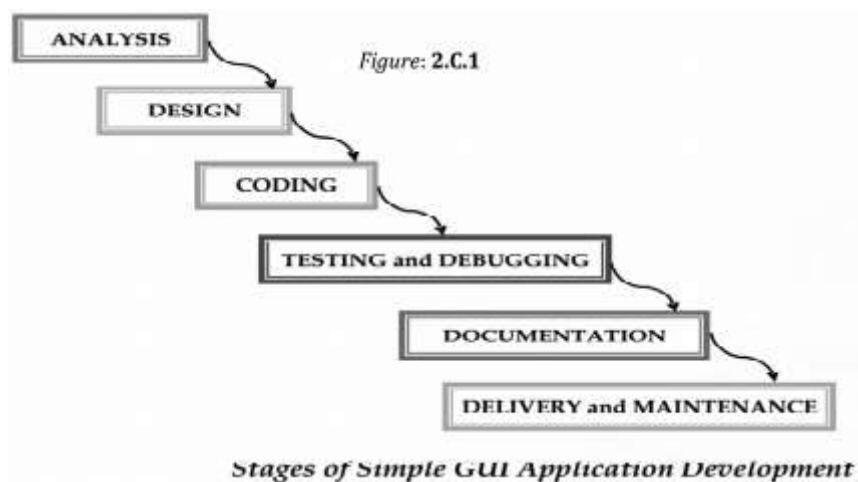 ANALYSIS
Figure: 2.C.1
DESIGN
CODING
TESTING and DEBUGGING
DOCUMENTATION
DELIVERY and MAINTENANCE
Stages of Simple GUI Application Development